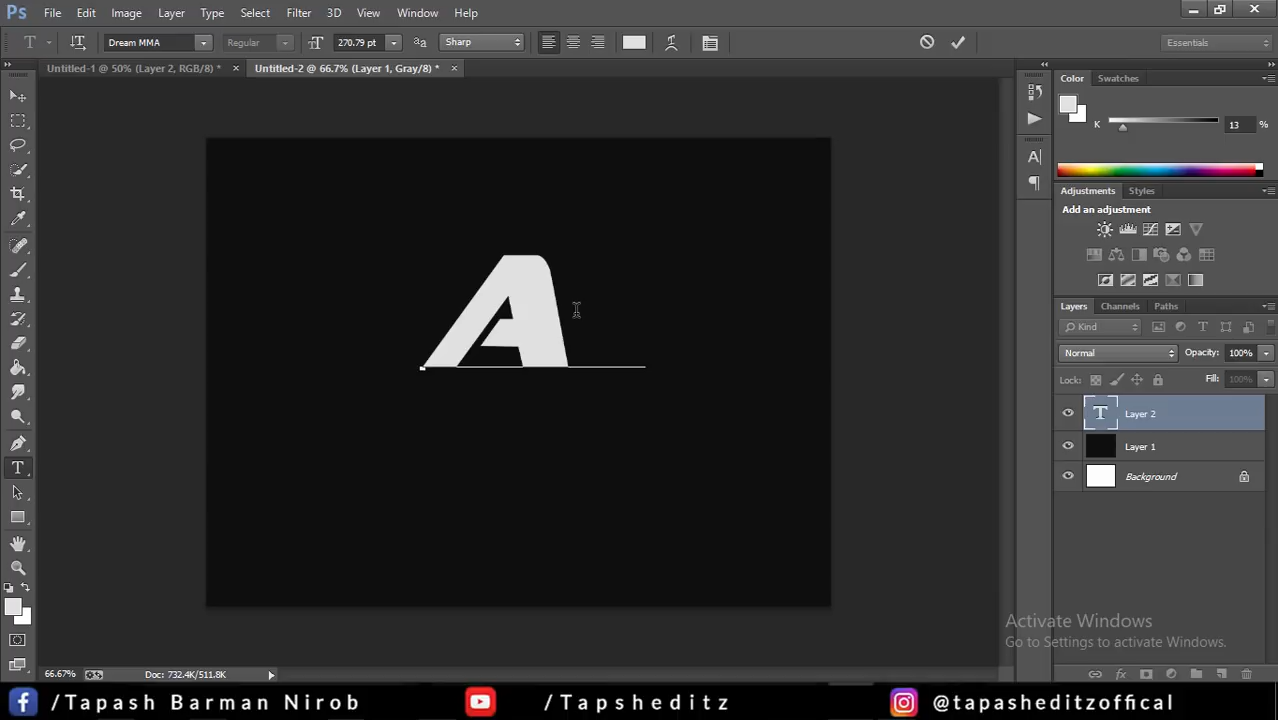 Ps File Edit Image Layer Type Select Filter 3D View Window Help
T Dream MMA Regular 270.79 pt aa Sharp Essentials
Untitled-1 @ 50% (Layer 2, RGB/8) * × Untitled-2 @ 66.7% (Layer 1, Gray/8) * ×
Color Swatches
K 13 %
Adjustments Styles
Add an adjustment
A
Layers Channels Paths
Kind
Normal Opacity: 100%
Lock: Fill: 100%
T Layer 2
Layer 1
Background
Activate Windows
Go to Settings to activate Windows.
66.67% Doc: 732.4K/511.8K
/Tapash Barman Nirob /Tapsheditz @tapasheditzoffical